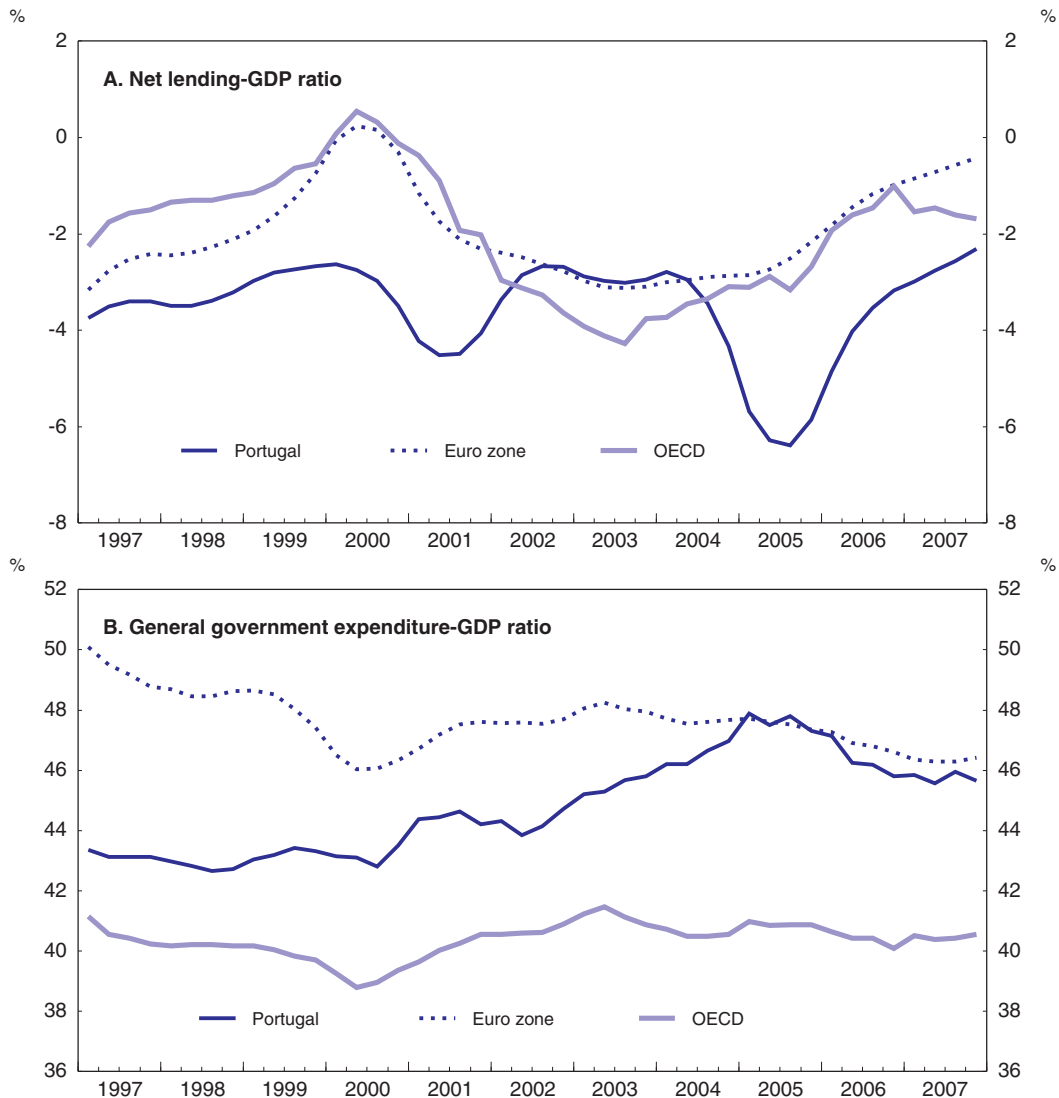 % %
A. Net lending-GDP ratio
2 2
0 0
-2 -2
-4 -4
-6 -6
-8 -8
Portugal Euro zone OECD
1997 1998 1999 2000 2001 2002 2003 2004 2005 2006 2007
% %
B. General government expenditure-GDP ratio
52 52
50 50
48 48
46 46
44 44
42 42
40 40
38 38
36 36
Portugal Euro zone OECD
1997 1998 1999 2000 2001 2002 2003 2004 2005 2006 2007